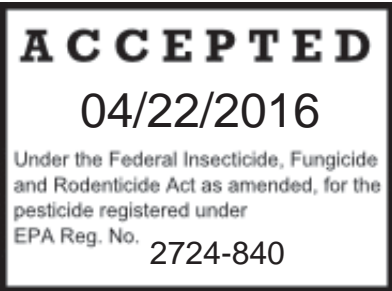 ACCEPTED
04/22/2016
Under the Federal Insecticide, Fungicide
and Rodenticide Act as amended, for the
pesticide registered under
EPA Reg. No. 2724-840